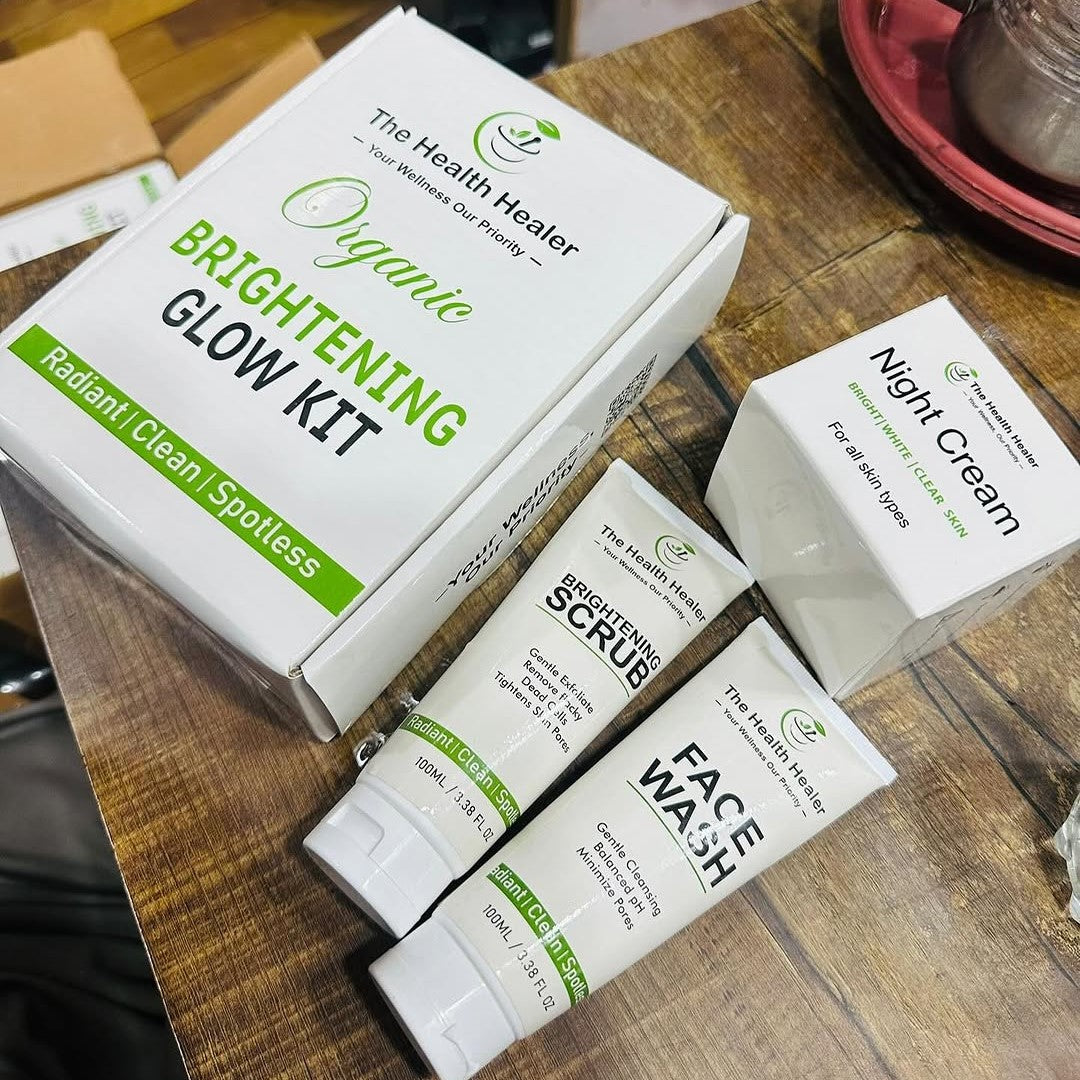 The Health Healer
— Your Wellness Our Priority —
Organic
BRIGHTENING
GLOW KIT
Radiant | Clean | Spotless
Your Wellness
Our Priority —
The Health Healer
— Your Wellness, Our Priority —
Night Cream
BRIGHT|WHITE|CLEAR SKIN
For all skin types
The Health Healer
— Your Wellness Our Priority —
BRIGHTENING
SCRUB
Gentle Exfoliate
Remove Flacky
Dead Cells
Tightens Skin Pores
Radiant | Clean | Spotle
100ML / 3.38 FL OZ
The Health Healer
— Your Wellness Our Priority —
FACE
WASH
Gentle Cleansing
Balanced pH
Minimize Pores
adiant | Clean | Spotless
100ML / 3.38 FL OZ